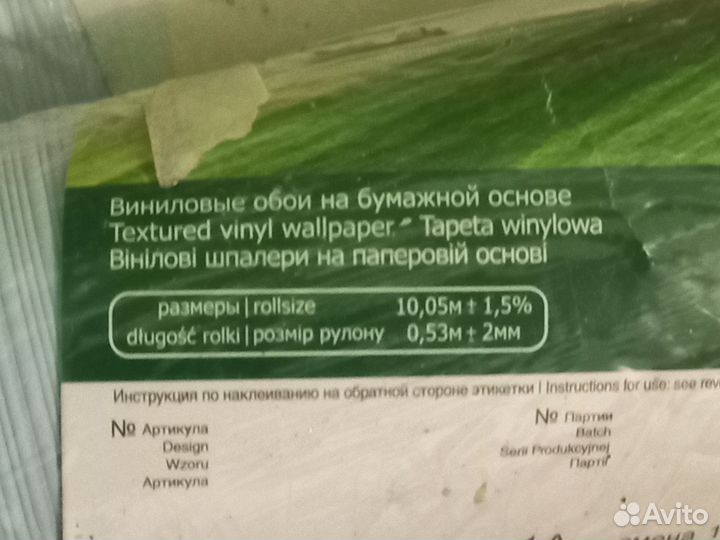 Виниловые обои на бумажной основе
Textured vinyl wallpaper - Tapeta winylowa
Вінілові шпалери на паперовій основі
размеры | rollsize 10,05м ± 1,5%
długość rolki | розмір рулону 0,53м ± 2мм
Инструкция по наклеиванию на обратной стороне этикетки | Instructions for use: see
№ Артикула
Design
Wzoru
Артикула
№ Партии
Batch
Serii Produkcyjnej
Партії
Avito